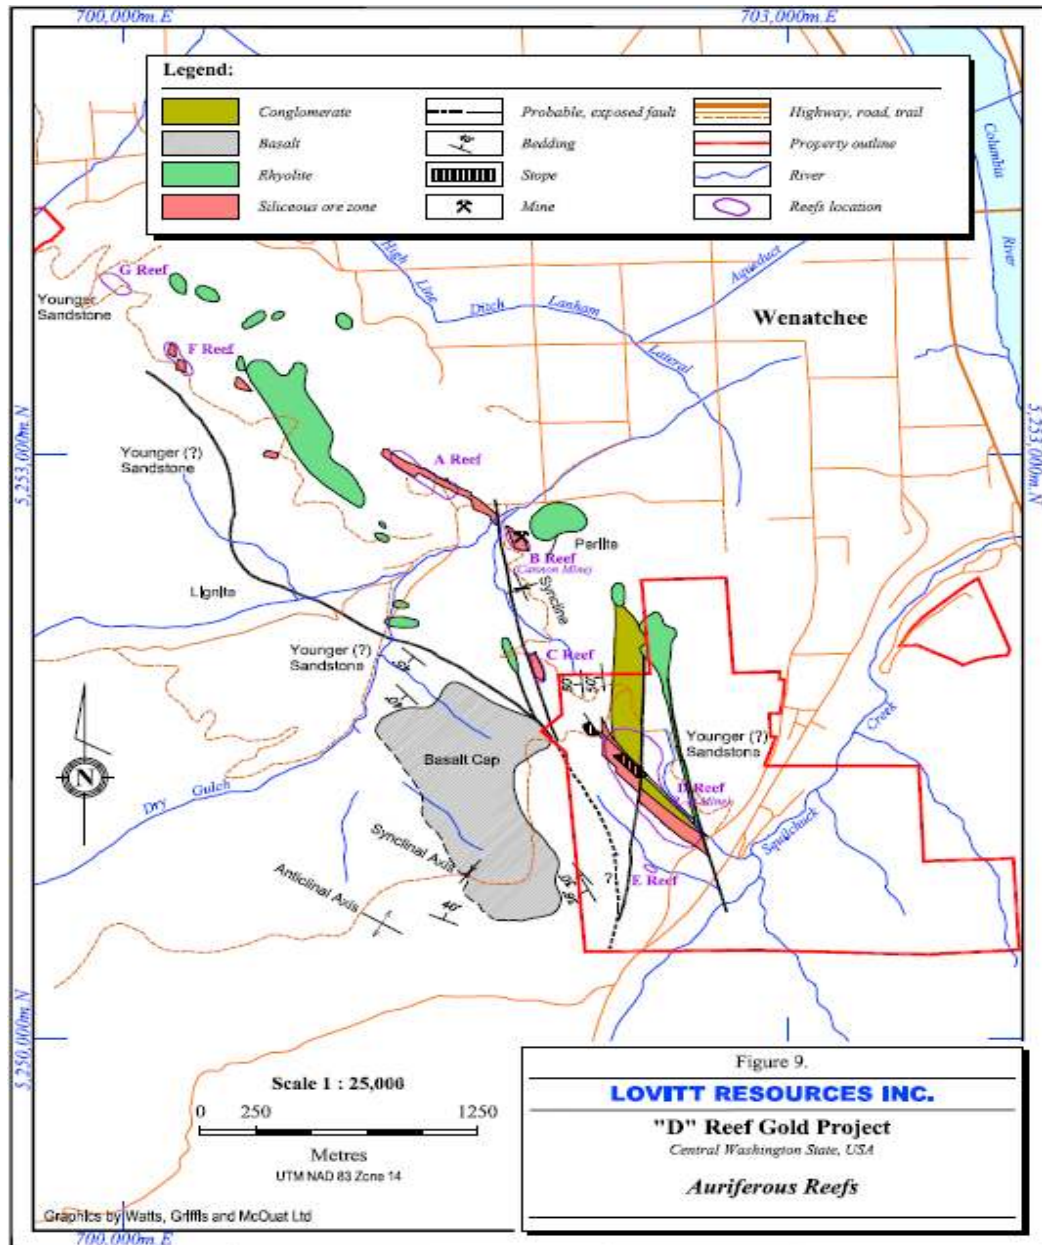 700,000m.E
703,000m.E
Legend:
Conglomerate
Basalt
Rhyolite
Siliceous ore zone
Probable, exposed fault
Bedding
Stope
Mine
Highway, road, trail
Property outline
River
Reefs location
Columbia
River
High
Line
Ditch
Lanham
Lateral
Aqueduct
Wenatchee
G Reef
Younger
Sandstone
F Reef
5,253,000m.N
5,253,000m.N
Younger (?)
Sandstone
A Reef
B Reef
(Cannon Mine)
Perlite
Syncline
Lignite
Younger (?)
Sandstone
C Reef
Basalt Cap
Younger (?)
Sandstone
D Reef
Mine)
E Reef
?
Dry Gulch
Creek
Squilchuck
Synclinal Axis
Anticlinal Axis
40°
N
5,250,000m.N
Scale 1 : 25,000
0 250 1250
Metres
UTM NAD 83 Zone 14
Graphics by Watts, Griffis and McOuat Ltd
700,000m.E
Figure 9.
LOVITT RESOURCES INC.
"D" Reef Gold Project
Central Washington State, USA
Auriferous Reefs